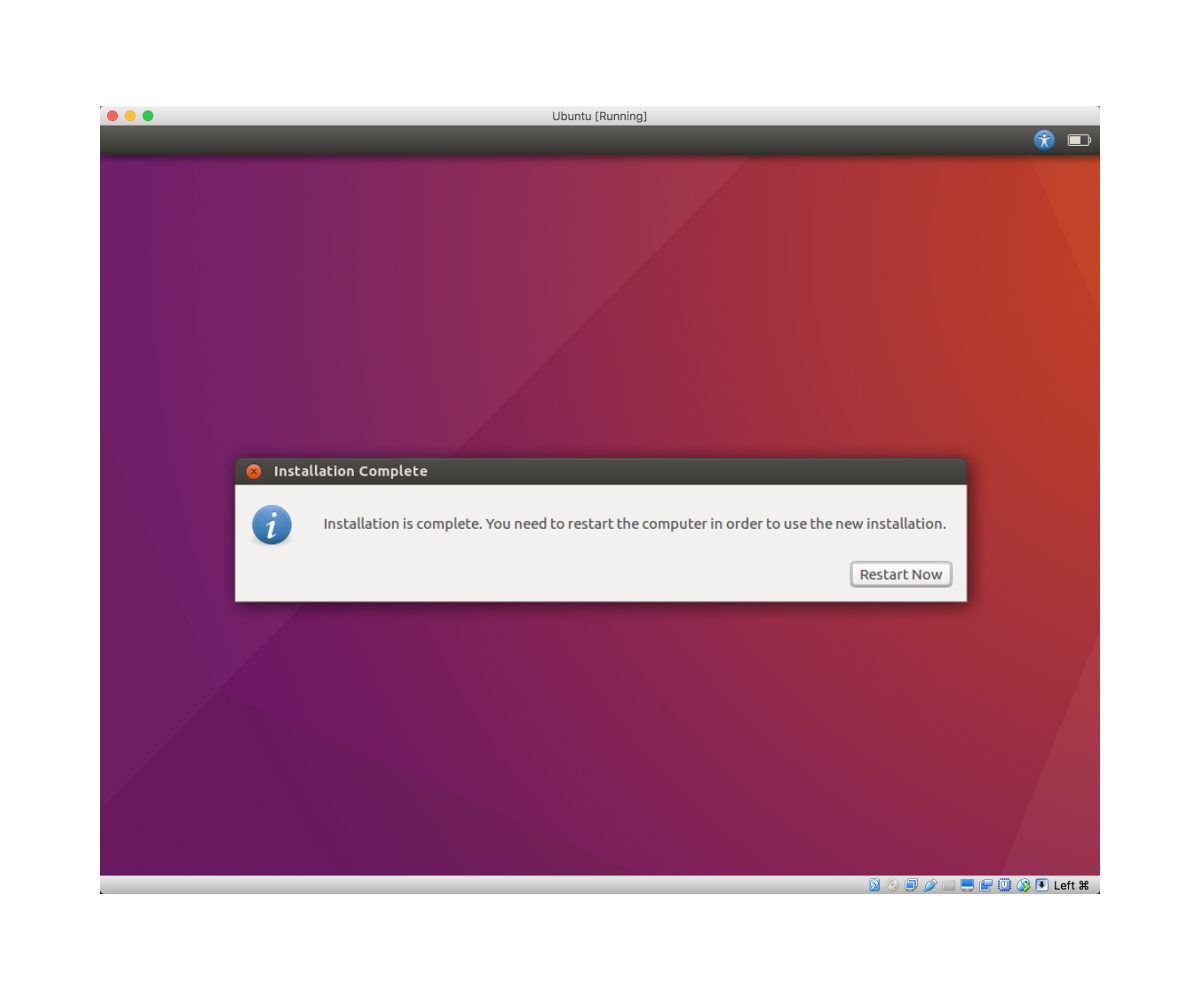 Ubuntu [Running]
Installation Complete
Installation is complete. You need to restart the computer in order to use the new installation.
Restart Now
Left ⌘